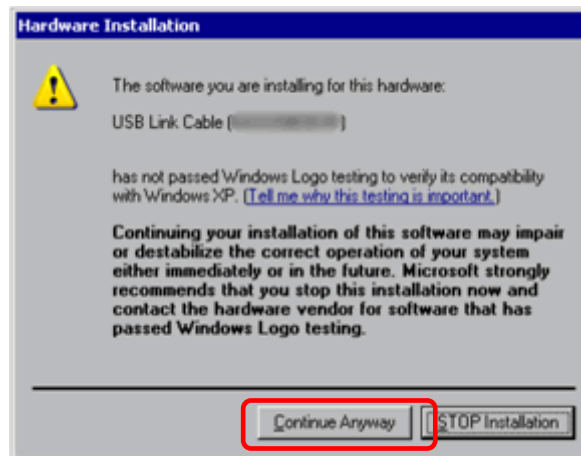 Hardware Installation
The software you are installing for this hardware:
USB Link Cable ( )
has not passed Windows Logo testing to verify its compatibility
with Windows XP. (Tell me why this testing is important.)
Continuing your installation of this software may impair
or destabilize the correct operation of your system
either immediately or in the future. Microsoft strongly
recommends that you stop this installation now and
contact the hardware vendor for software that has
passed Windows Logo testing.
Continue Anyway STOP Installation